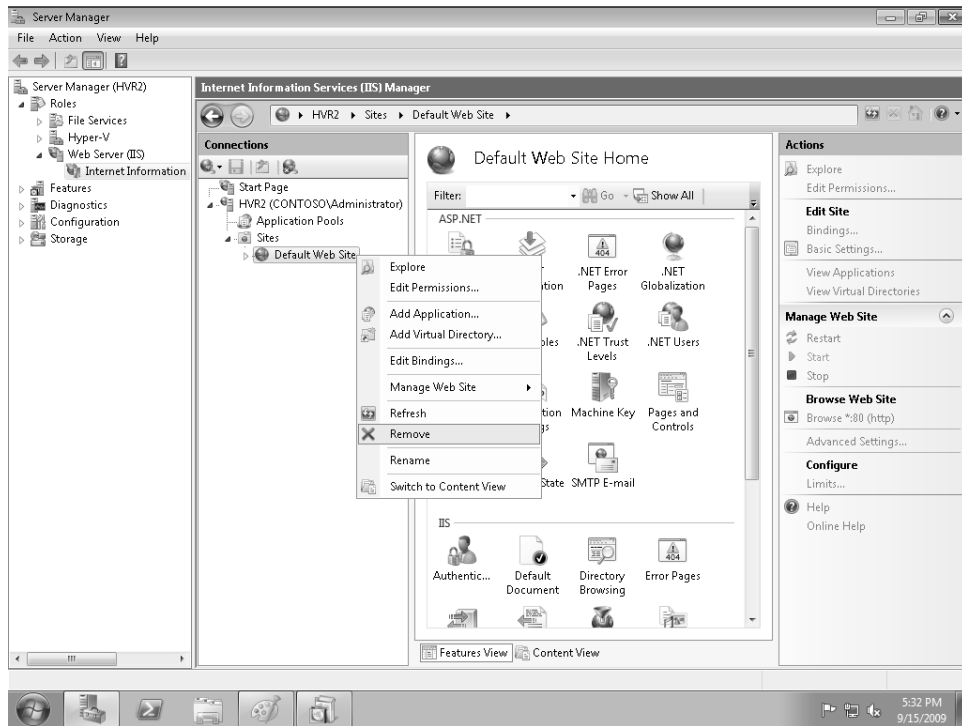 Server Manager
File Action View Help
Server Manager (HVR2)
Roles
File Services
Hyper-V
Web Server (IIS)
Internet Information
Features
Diagnostics
Configuration
Storage
Internet Information Services (IIS) Manager
HVR2 Sites Default Web Site
Connections
Start Page
HVR2 (CONTOSO\Administrator)
Application Pools
Sites
Default Web Site
Explore
Edit Permissions...
Add Application...
Add Virtual Directory...
Edit Bindings...
Manage Web Site
Refresh
Remove
Rename
Switch to Content View
Default Web Site Home
Filter: Go Show All
ASP.NET
.NET Error Pages
.NET Globalization
.NET Trust Levels
.NET Users
Machine Key
Pages and Controls
State
SMTP E-mail
IIS
Authentic...
Default Document
Directory Browsing
Error Pages
404
Features View Content View
Actions
Explore
Edit Permissions...
Edit Site
Bindings...
Basic Settings...
View Applications
View Virtual Directories
Manage Web Site
Restart
Start
Stop
Browse Web Site
Browse *:80 (http)
Advanced Settings...
Configure
Limits...
Help
Online Help
5:32 PM
9/15/2009